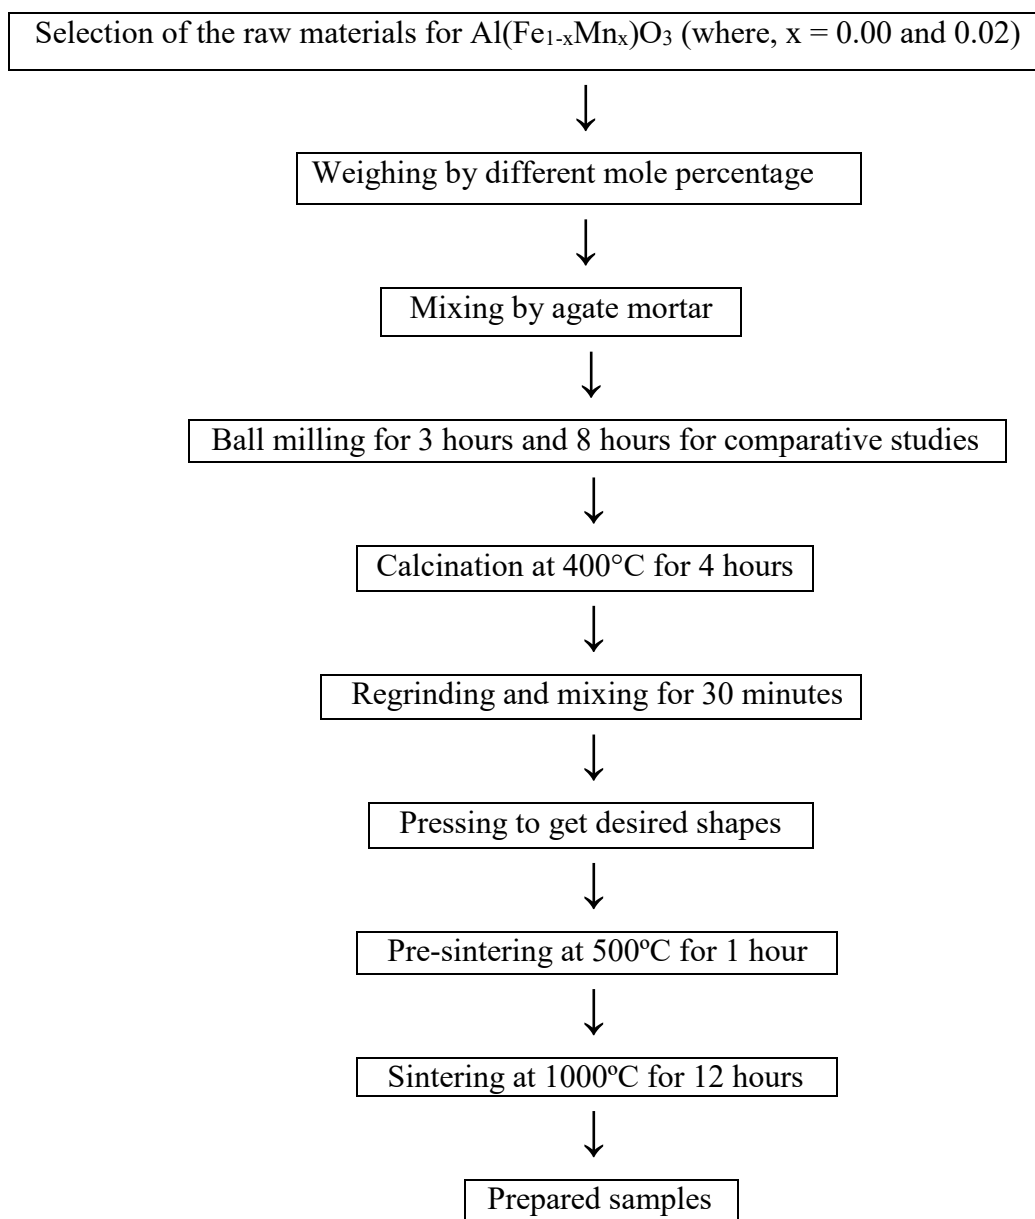 Selection of the raw materials for Al(Fe₁₋ₓMnₓ)O₃ (where, x = 0.00 and 0.02)
Weighing by different mole percentage
Mixing by agate mortar
Ball milling for 3 hours and 8 hours for comparative studies
Calcination at 400°C for 4 hours
Regrinding and mixing for 30 minutes
Pressing to get desired shapes
Pre-sintering at 500ºC for 1 hour
Sintering at 1000ºC for 12 hours
Prepared samples